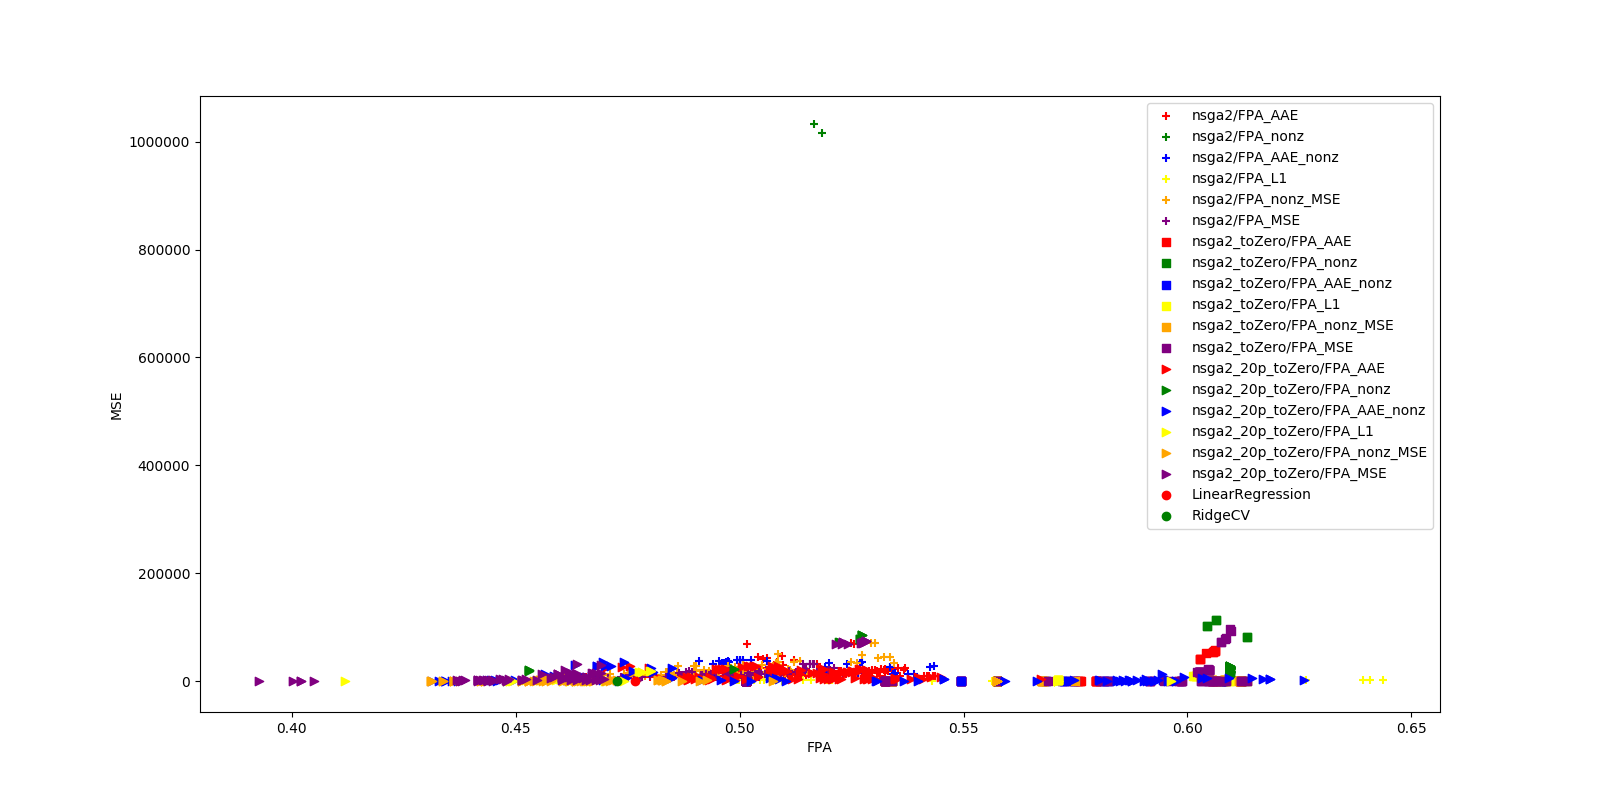 1000000
800000
600000
400000
200000
0
MSE
0.40
0.45
0.50
0.55
0.60
0.65
FPA
nsga2/FPA_AAE
nsga2/FPA_nonz
nsga2/FPA_AAE_nonz
nsga2/FPA_L1
nsga2/FPA_nonz_MSE
nsga2/FPA_MSE
nsga2_toZero/FPA_AAE
nsga2_toZero/FPA_nonz
nsga2_toZero/FPA_AAE_nonz
nsga2_toZero/FPA_L1
nsga2_toZero/FPA_nonz_MSE
nsga2_toZero/FPA_MSE
nsga2_20p_toZero/FPA_AAE
nsga2_20p_toZero/FPA_nonz
nsga2_20p_toZero/FPA_AAE_nonz
nsga2_20p_toZero/FPA_L1
nsga2_20p_toZero/FPA_nonz_MSE
nsga2_20p_toZero/FPA_MSE
LinearRegression
RidgeCV